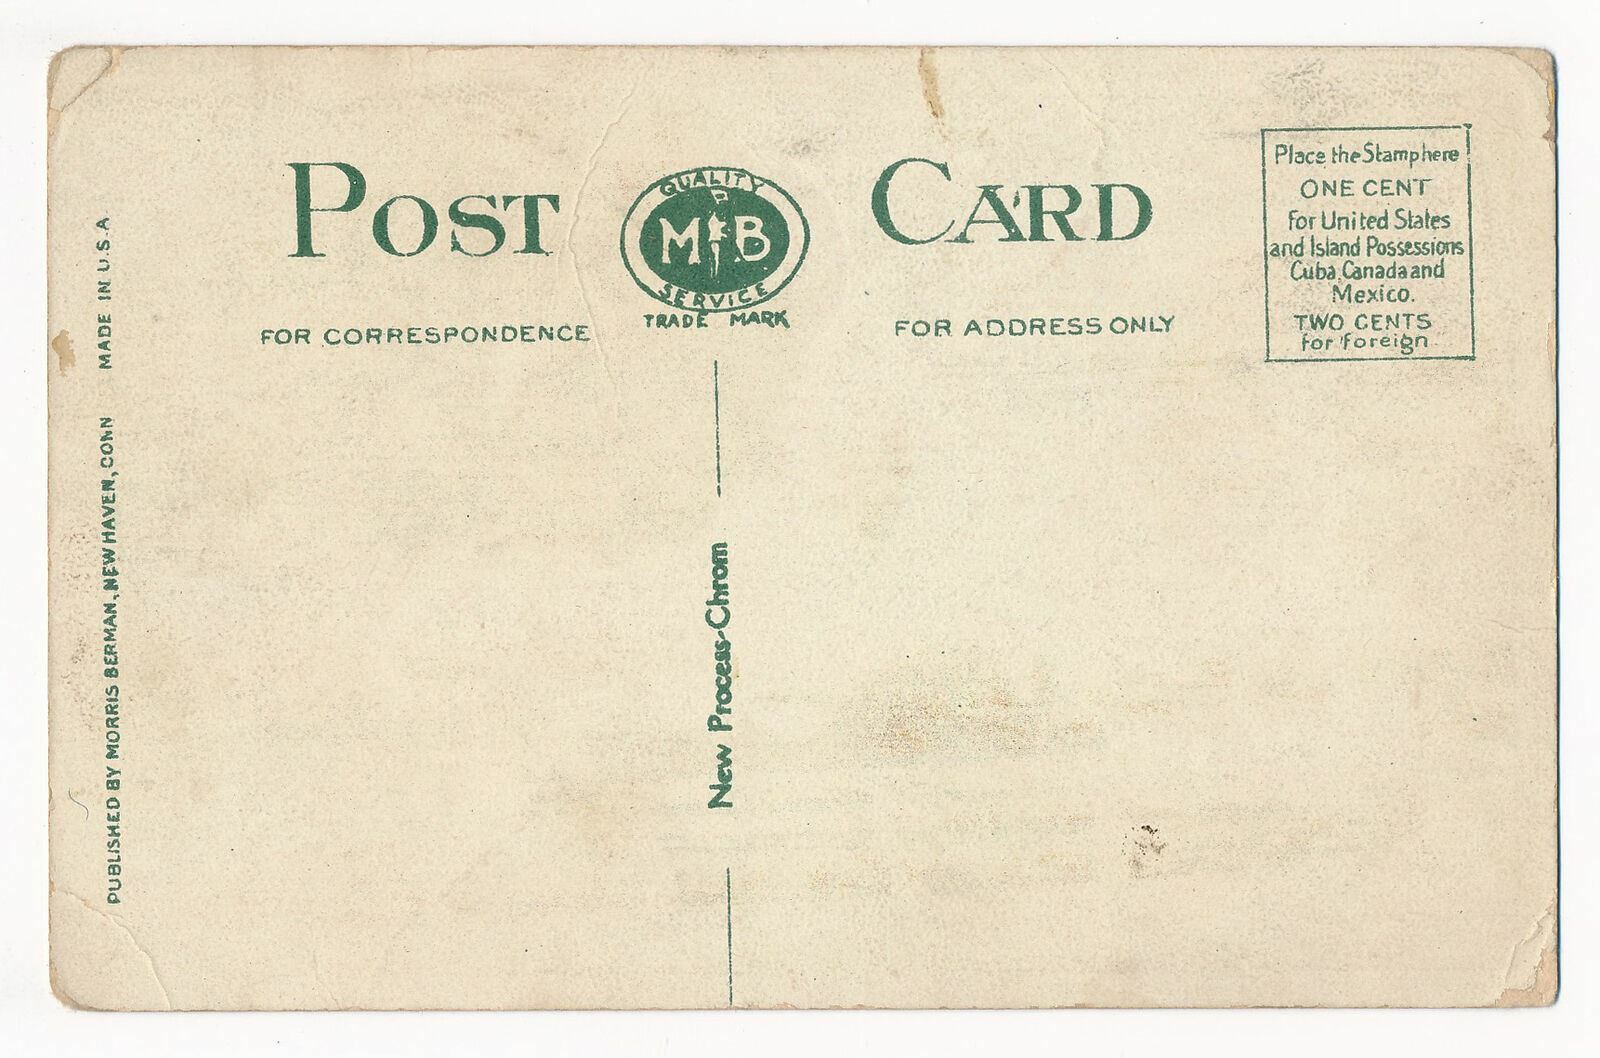 POST CARD
QUALITY
M B
SERVICE
TRADE MARK
FOR CORRESPONDENCE
FOR ADDRESS ONLY
Place the Stamp here
ONE CENT
for United States
and Island Possessions
Cuba, Canada and
Mexico.
TWO CENTS
for foreign
PUBLISHED BY MORRIS BERMAN, NEW HAVEN, CONN MADE IN U.S.A
New Process-Chrom